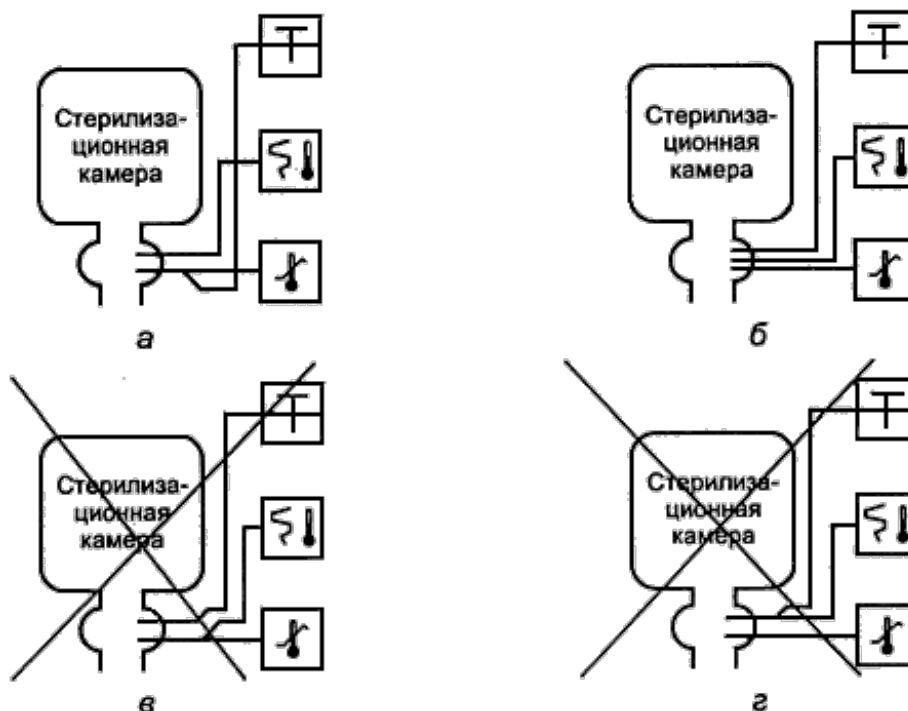 Стерилиза-
ционная
камера
Стерилиза-
ционная
камера
а
б
Стерилиза-
ционная
камера
Стерилиза-
ционная
камера
в
г